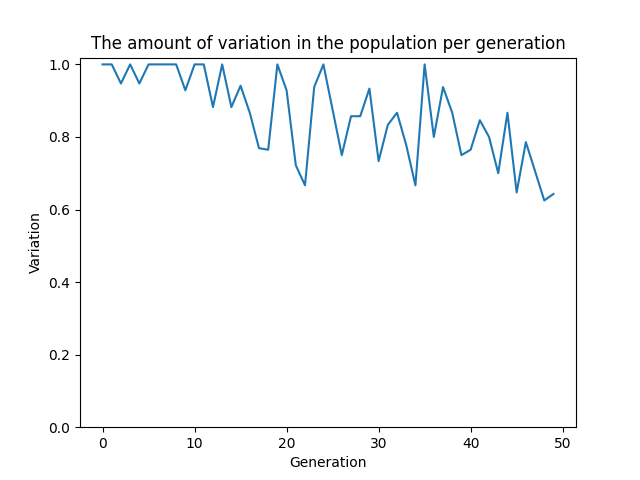 The amount of variation in the population per generation
1.0
0.8
0.6
0.4
0.2
0.0
Variation
0 10 20 30 40 50
Generation